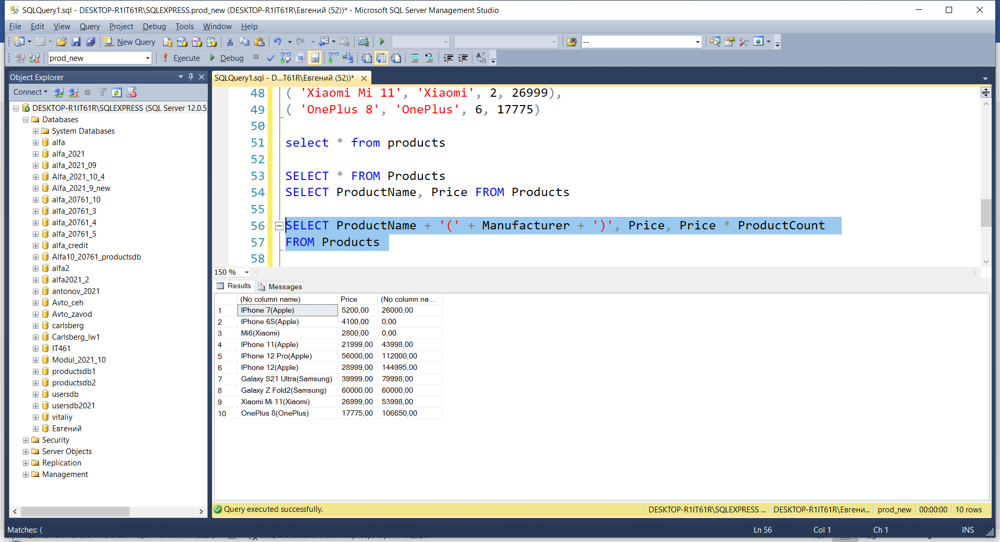 SQLQuery1.sql - DESKTOP-R1IT61R\SQLEXPRESS.prod_new (DESKTOP-R1IT61R\Евгений (52))* - Microsoft SQL Server Management Studio
File Edit View Query Project Debug Tools Window Help
New Query --
prod_new Execute Debug
Object Explorer
Connect
DESKTOP-R1IT61R\SQLEXPRESS (SQL Server 12.0.5
Databases
System Databases
alfa
alfa_2021
alfa_2021_09
Alfa_2021_10_4
Alfa_2021_9_new
alfa_20761_10
alfa_20761_3
alfa_20761_4
alfa_20761_5
alfa_credit
Alfa10_20761_productsdb
alfa2
alfa2021_2
antonov_2021
Avto_ceh
Avto_zavod
carlsberg
Carlsberg_lw1
IT461
Modul_2021_10
productsdb1
productsdb2
usersdb
usersdb2021
vitaliy
Евгений
Security
Server Objects
Replication
Management
SQLQuery1.sql - D...T61R\Евгений (52))*
48 ( 'Xiaomi Mi 11', 'Xiaomi', 2, 26999),
49 ( 'OnePlus 8', 'OnePlus', 6, 17775)
50
51 select * from products
52
53 SELECT * FROM Products
54 SELECT ProductName, Price FROM Products
55
56 SELECT ProductName + '(' + Manufacturer + ')', Price, Price * ProductCount
57 FROM Products
58
150 %
Results Messages
(No column name) Price (No column na...
1 IPhone 7(Apple) 5200,00 26000,00
2 IPhone 6S(Apple) 4100,00 0,00
3 Mi6(Xiaomi) 2800,00 0,00
4 IPhone 11(Apple) 21999,00 43998,00
5 IPhone 12 Pro(Apple) 56000,00 112000,00
6 IPhone 12(Apple) 28999,00 144995,00
7 Galaxy S21 Ultra(Samsung) 39999,00 79998,00
8 Galaxy Z Fold2(Samsung) 60000,00 60000,00
9 Xiaomi Mi 11(Xiaomi) 26999,00 53998,00
10 OnePlus 8(OnePlus) 17775,00 106650,00
Query executed successfully. DESKTOP-R1IT61R\SQLEXPRESS ... DESKTOP-R1IT61R\Евгени... prod_new 00:00:00 10 rows
Matches: ( Ln 56 Col 1 Ch 1 INS